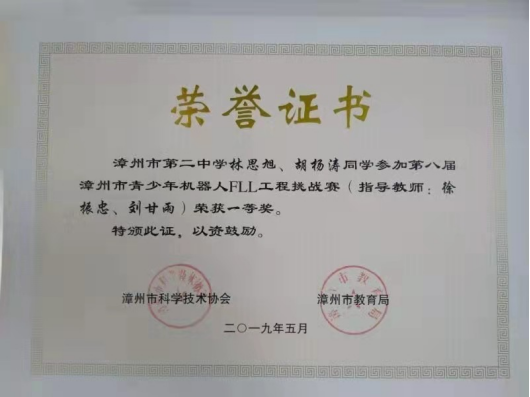 荣誉证书
漳州市第二中学林思旭、胡杨涛同学参加第八届
漳州市青少年机器人FLL工程挑战赛（指导教师：徐
振忠、刘甘雨）荣获一等奖。
特颁此证，以资鼓励。
漳州市科学技术协会
漳州市教育局
二〇一九年五月